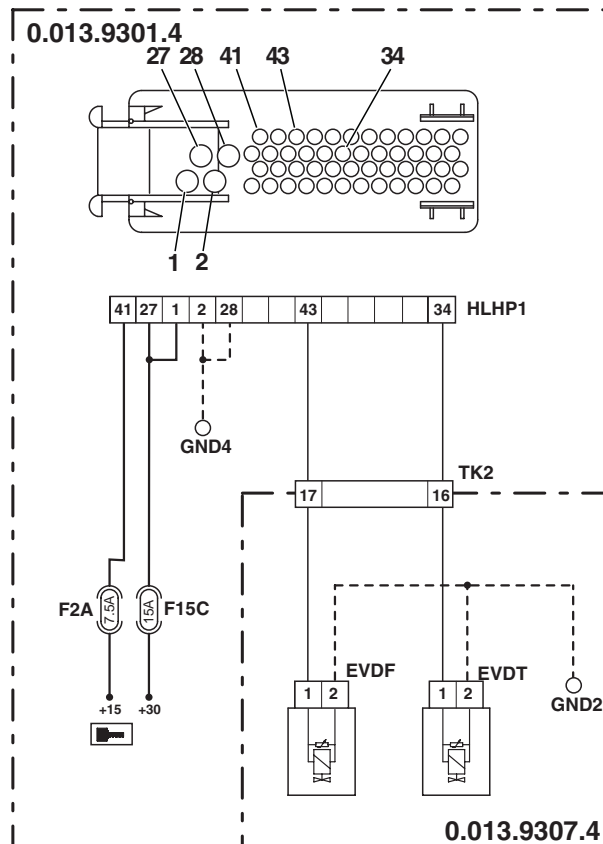 0.013.9301.4
27 28 41 43 34
1 2
41 27 1 2 28 43 34 HLHP1
GND4
TK2
17 16
F2A 7.5A 15A F15C
EVDF EVDT
1 2 1 2
GND2
+15 +30
0.013.9307.4